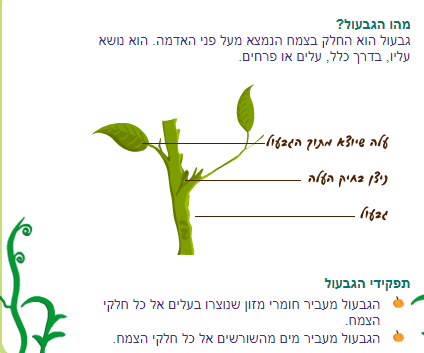 מהו הגבעול?
גבעול הוא החלק בצמח הנמצא מעל פני האדמה. הוא נושא
עליו, בדרך כלל, עלים או פרחים.
עלה שיוצא מתוך הגבעול
ניצן בחיק העלה
גבעול
תפקידי הגבעול
הגבעול מעביר חומרי מזון שנוצרו בעלים אל כל חלקי
הצמח.
הגבעול מעביר מים מהשורשים אל כל חלקי הצמח.